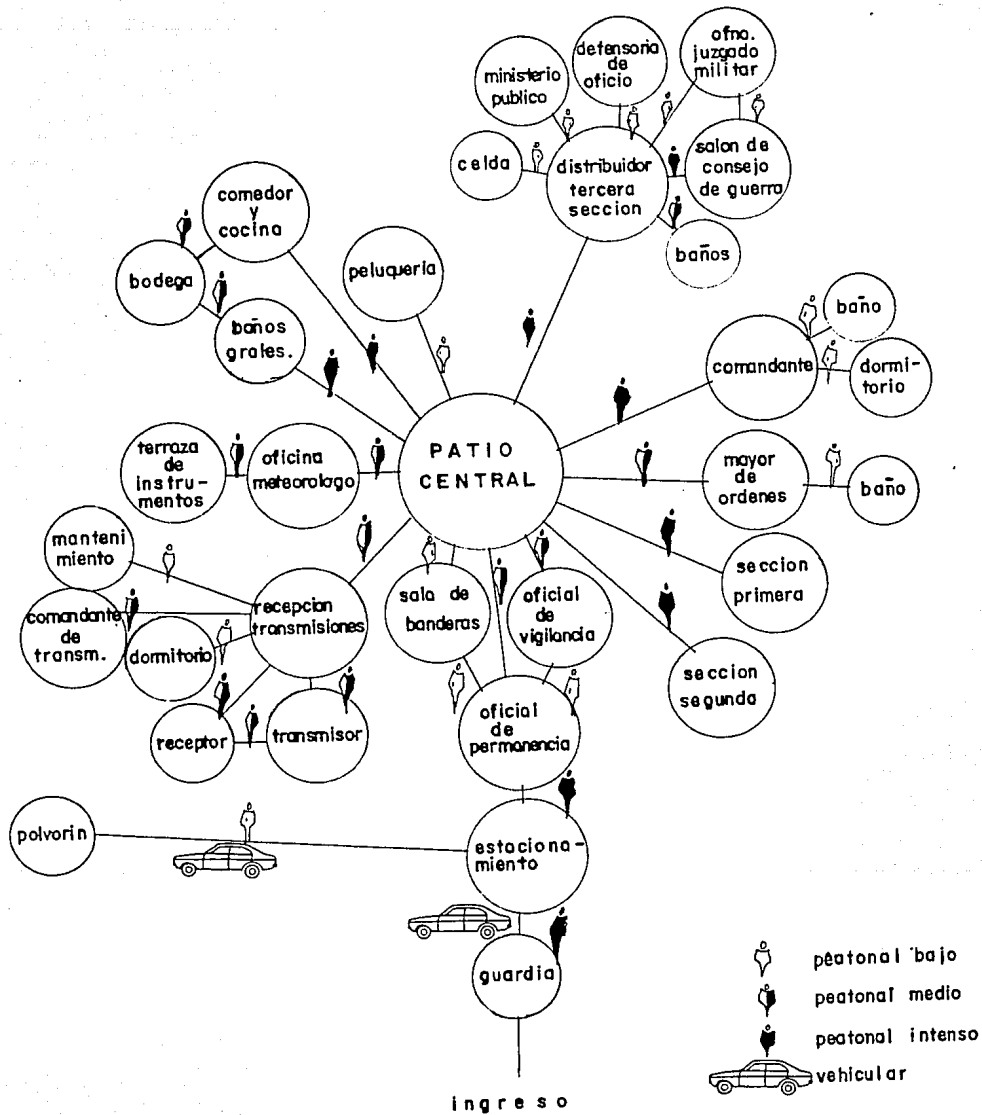 ofna.
juzgado
militar
defensoria
de
oficio
ministerio
publico
celda
distribuidor
tercera
seccion
salon de
consejo
de guerra
baños
comedor
y
cocina
bodega
baños
grales.
peluqueria
baño
comandante
dormi-
torio
PATIO
CENTRAL
terraza
de
instru-
mentos
oficina
meteorolago
mayor
de
ordenes
baño
manteni
miento
recepcion
transmisiones
comandante
de
transm.
dormitorio
receptor
transmisor
sala de
banderas
oficial
de
vigilancia
seccion
primera
seccion
segunda
oficial
de
permanencia
polvorin
estaciona-
miento
guardia
ingreso
peatonal bajo
peatonal medio
peatonal intenso
vehicular